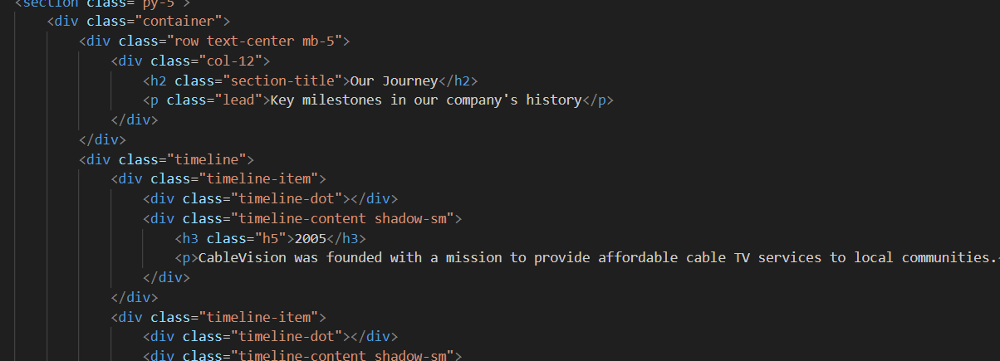 <section class="py-5">
<div class="container">
<div class="row text-center mb-5">
<div class="col-12">
<h2 class="section-title">Our Journey</h2>
<p class="lead">Key milestones in our company's history</p>
</div>
</div>
<div class="timeline">
<div class="timeline-item">
<div class="timeline-dot"></div>
<div class="timeline-content shadow-sm">
<h3 class="h5">2005</h3>
<p>CableVision was founded with a mission to provide affordable cable TV services to local communities.<
</div>
</div>
<div class="timeline-item">
<div class="timeline-dot"></div>
<div class="timeline-content shadow-sm">